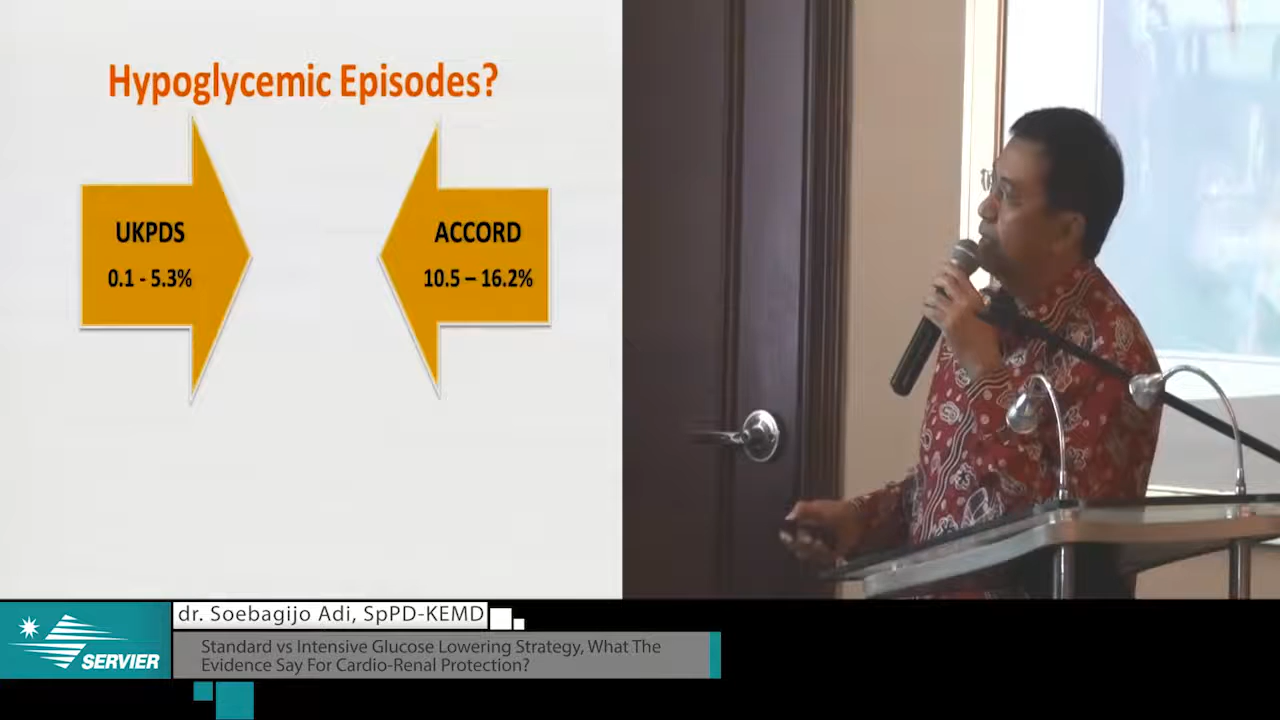 Hypoglycemic Episodes?
UKPDS
0.1 - 5.3%
ACCORD
10.5 – 16.2%
dr. Soebagijo Adi, SpPD-KEMD
Standard vs Intensive Glucose Lowering Strategy, What The
Evidence Say For Cardio-Renal Protection?
SERVIER